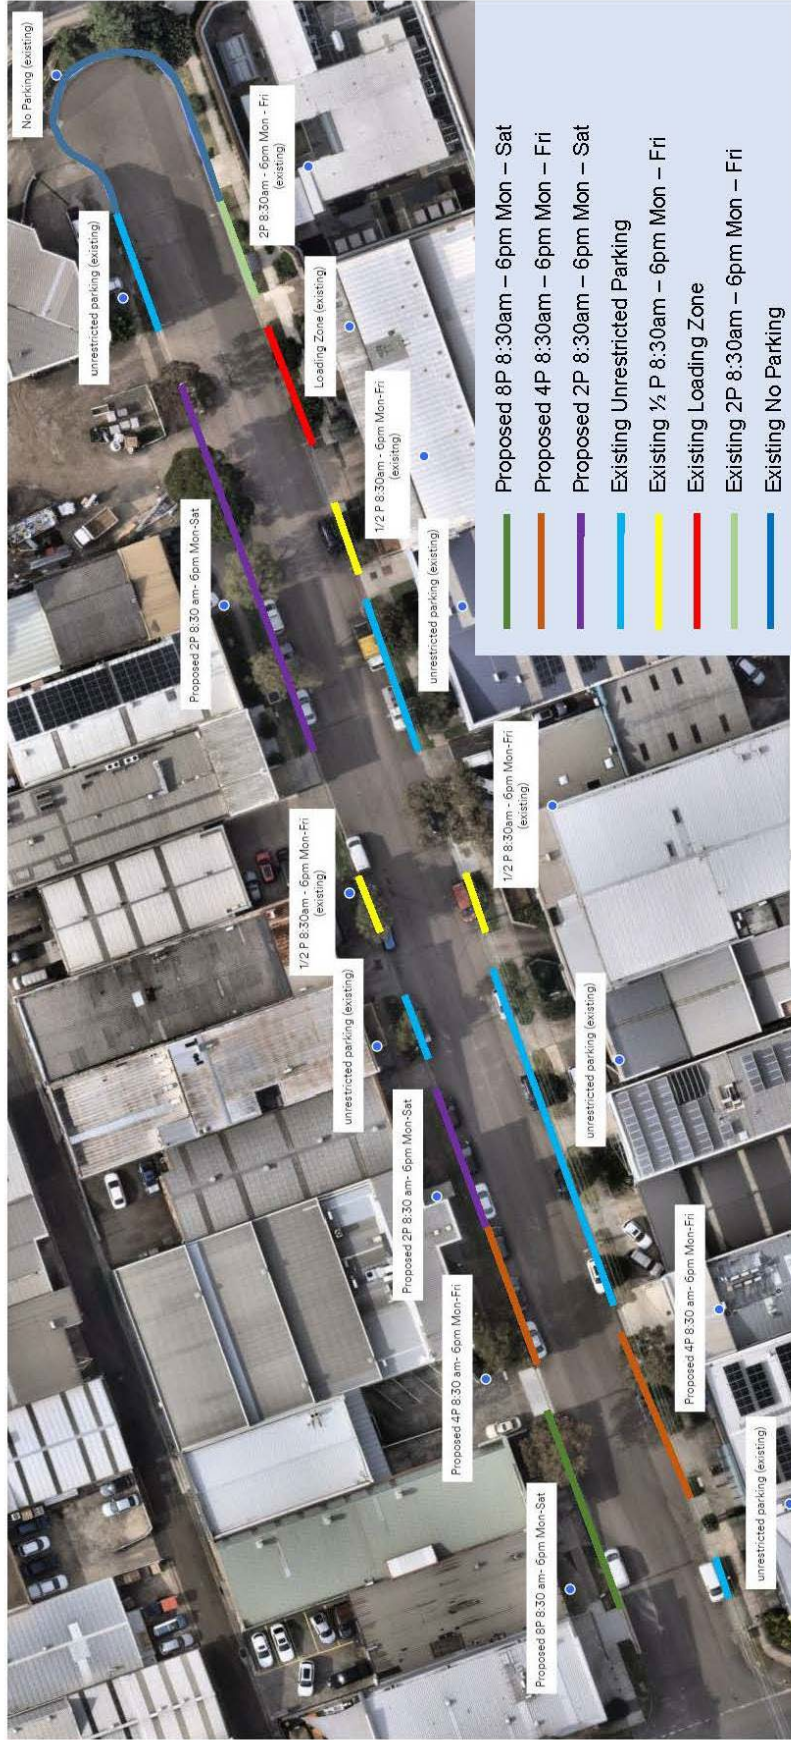 No Parking (existing)
unrestricted parking (existing)
Proposed 2P 8:30 am- 6pm Mon-Sat
2P 8:30am - 6pm Mon - Fri
(existing)
1/2 P 8:30am - 6pm Mon-Fri
(existing)
Loading Zone (existing)
unrestricted parking (existing)
1/2 P 8:30am - 6pm Mon-Fri
(exisitng)
Proposed 2P 8:30 am- 6pm Mon-Sat
unrestricted parking (existing)
Proposed 4P 8:30 am- 6pm Mon-Fri
1/2 P 8:30am - 6pm Mon-Fri
(existing)
Proposed 8P 8:30 am- 6pm Mon-Sat
unrestricted parking (existing)
Proposed 4P 8:30 am- 6pm Mon-Fri
unrestricted parking (existing)
Proposed 8P 8:30am – 6pm Mon – Sat
Proposed 4P 8:30am – 6pm Mon – Fri
Proposed 2P 8:30am – 6pm Mon – Sat
Existing Unrestricted Parking
Existing ½ P 8:30am – 6pm Mon – Fri
Existing Loading Zone
Existing 2P 8:30am – 6pm Mon – Fri
Existing No Parking